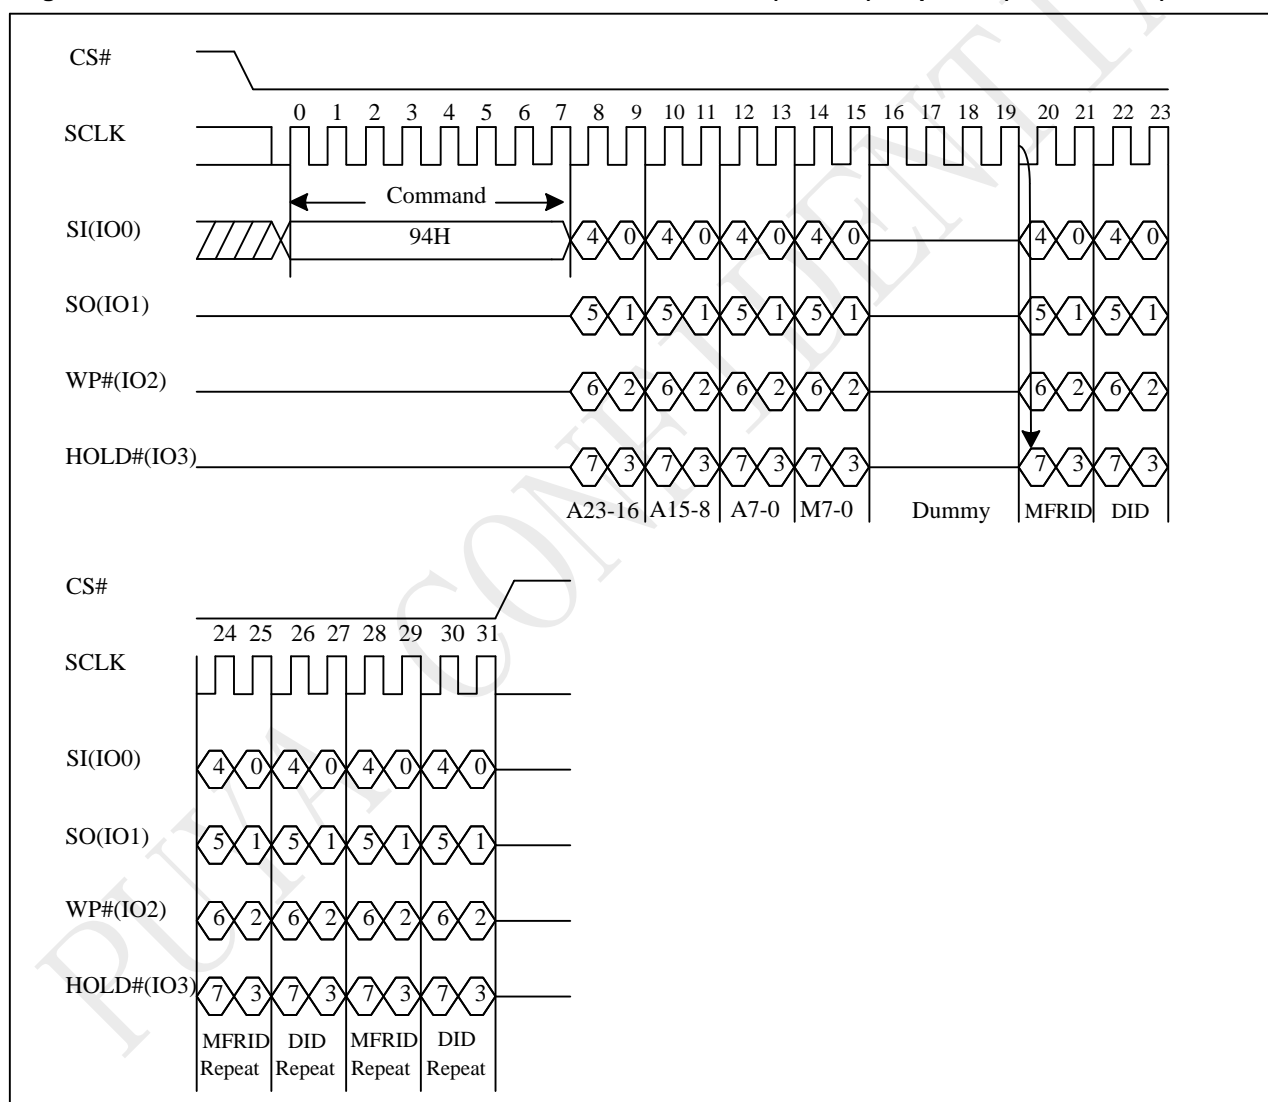 CS#
0 1 2 3 4 5 6 7 8 9 10 11 12 13 14 15 16 17 18 19 20 21 22 23
SCLK
Command
SI(IO0)
94H
4 0 4 0 4 0 4 0 4 0 4 0
SO(IO1)
5 1 5 1 5 1 5 1 5 1 5 1
WP#(IO2)
6 2 6 2 6 2 6 2 6 2 6 2
HOLD#(IO3)
7 3 7 3 7 3 7 3 7 3 7 3
A23-16 A15-8 A7-0 M7-0 Dummy MFRID DID
CS#
24 25 26 27 28 29 30 31
SCLK
SI(IO0)
4 0 4 0 4 0 4 0
SO(IO1)
5 1 5 1 5 1 5 1
WP#(IO2)
6 2 6 2 6 2 6 2
HOLD#(IO3)
7 3 7 3 7 3 7 3
MFRID DID MFRID DID
Repeat Repeat Repeat Repeat